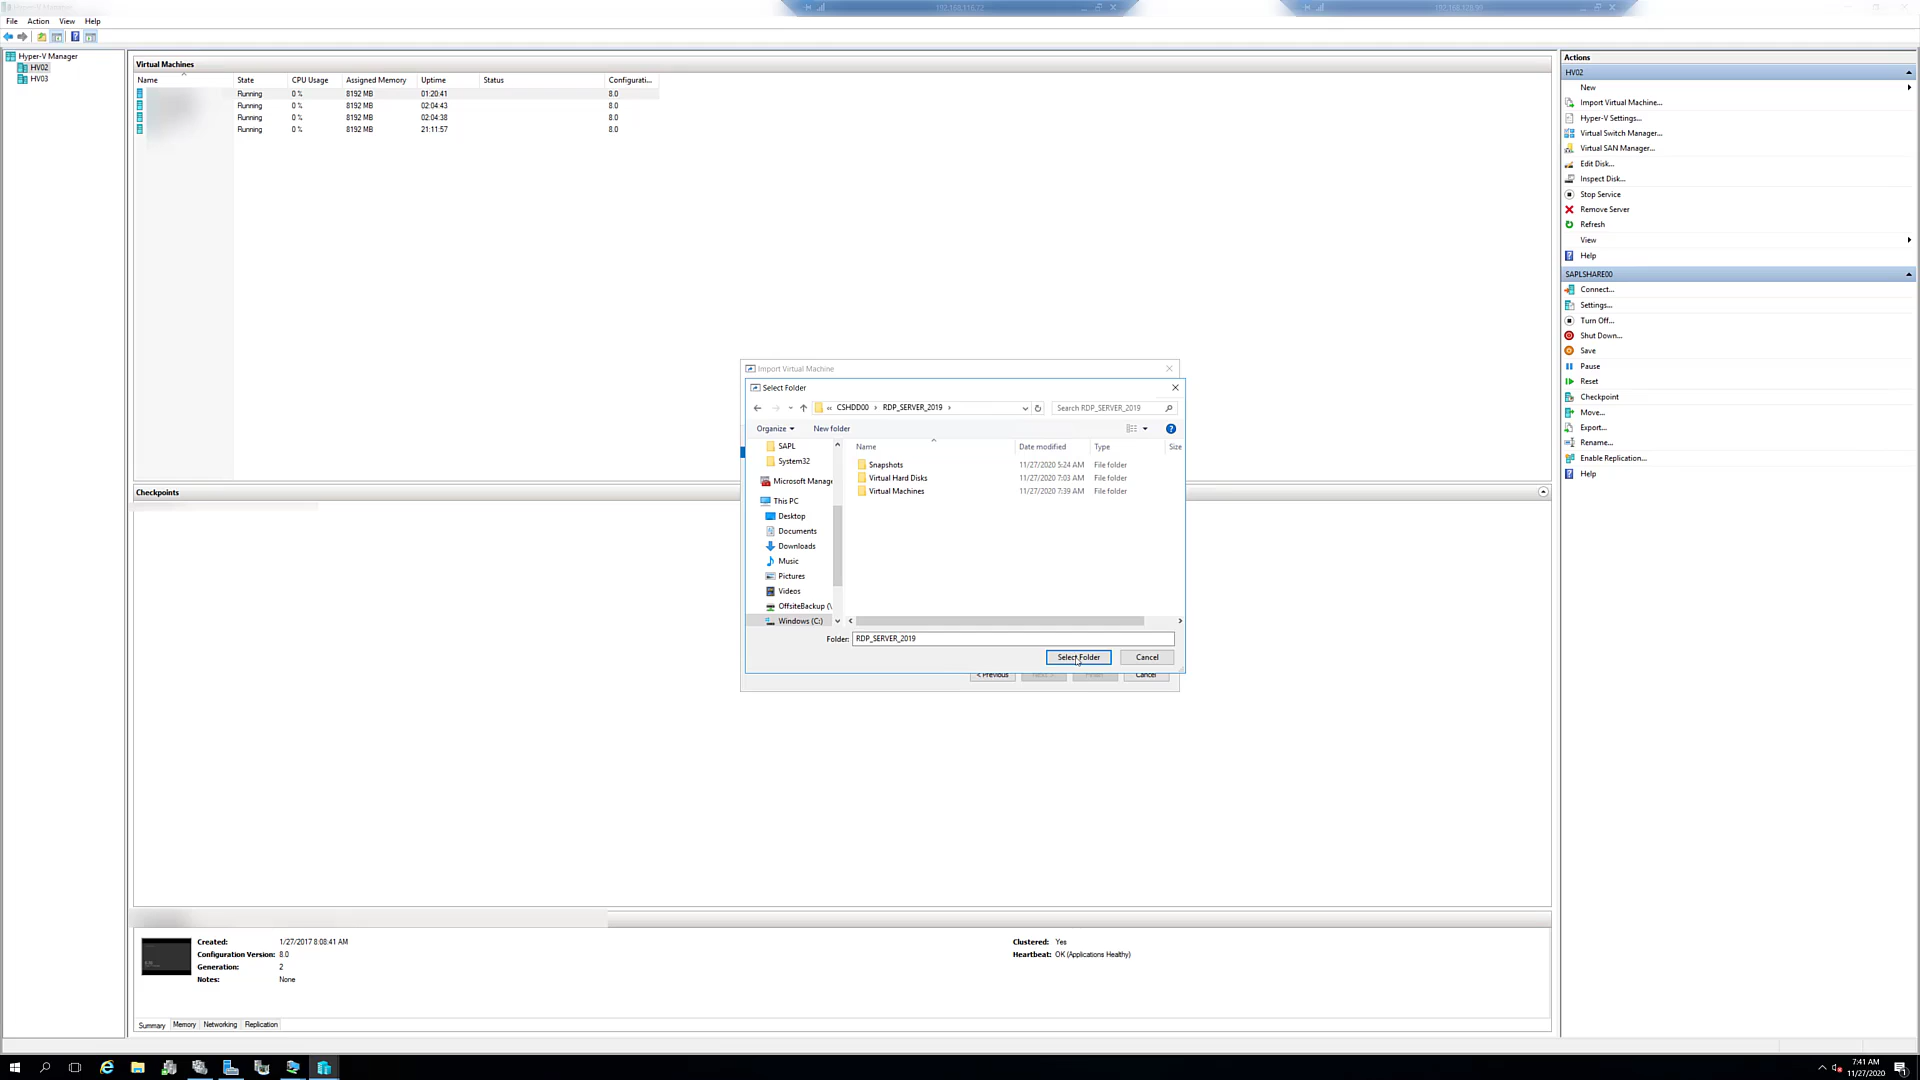 192.168.116.12
File Action View Help
Hyper-V Manager
HV02
HV03
Virtual Machines
Name State CPU Usage Assigned Memory Uptime Status Configurati...
Running 0 % 8192 MB 01:20:41 8.0
Running 0 % 8192 MB 02:04:43 8.0
Running 0 % 8192 MB 02:04:38 8.0
Running 0 % 8192 MB 21:11:57 8.0
Import Virtual Machine
Select Folder
« CSHDD00 › RDP_SERVER_2019 ›
Search RDP_SERVER_2019
Organize New folder
SAPL
System32
Microsoft Manage
This PC
Desktop
Documents
Downloads
Music
Pictures
Videos
OffsiteBackup (\
Windows (C:)
Name Date modified Type Size
Snapshots 11/27/2020 5:24 AM File folder
Virtual Hard Disks 11/27/2020 7:03 AM File folder
Virtual Machines 11/27/2020 7:39 AM File folder
Folder: RDP_SERVER_2019
Select Folder Cancel
< Previous Next > Finish Cancel
Checkpoints
Created: 1/27/2017 8:08:41 AM
Configuration Version: 8.0
Generation: 2
Notes: None
Clustered: Yes
Heartbeat: OK (Applications Healthy)
Summary Memory Networking Replication
Actions
HV02
New
Import Virtual Machine...
Hyper-V Settings...
Virtual Switch Manager...
Virtual SAN Manager...
Edit Disk...
Inspect Disk...
Stop Service
Remove Server
Refresh
View
Help
SAPLSHARE00
Connect...
Settings...
Turn Off...
Shut Down...
Save
Pause
Reset
Checkpoint
Move...
Export...
Rename...
Enable Replication...
Help
7:41 AM
11/27/2020